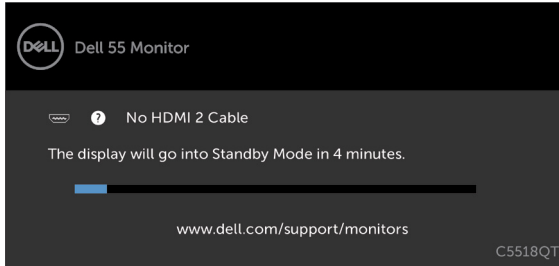 DELL
Dell 55 Monitor
? No HDMI 2 Cable
The display will go into Standby Mode in 4 minutes.
www.dell.com/support/monitors
C5518QT